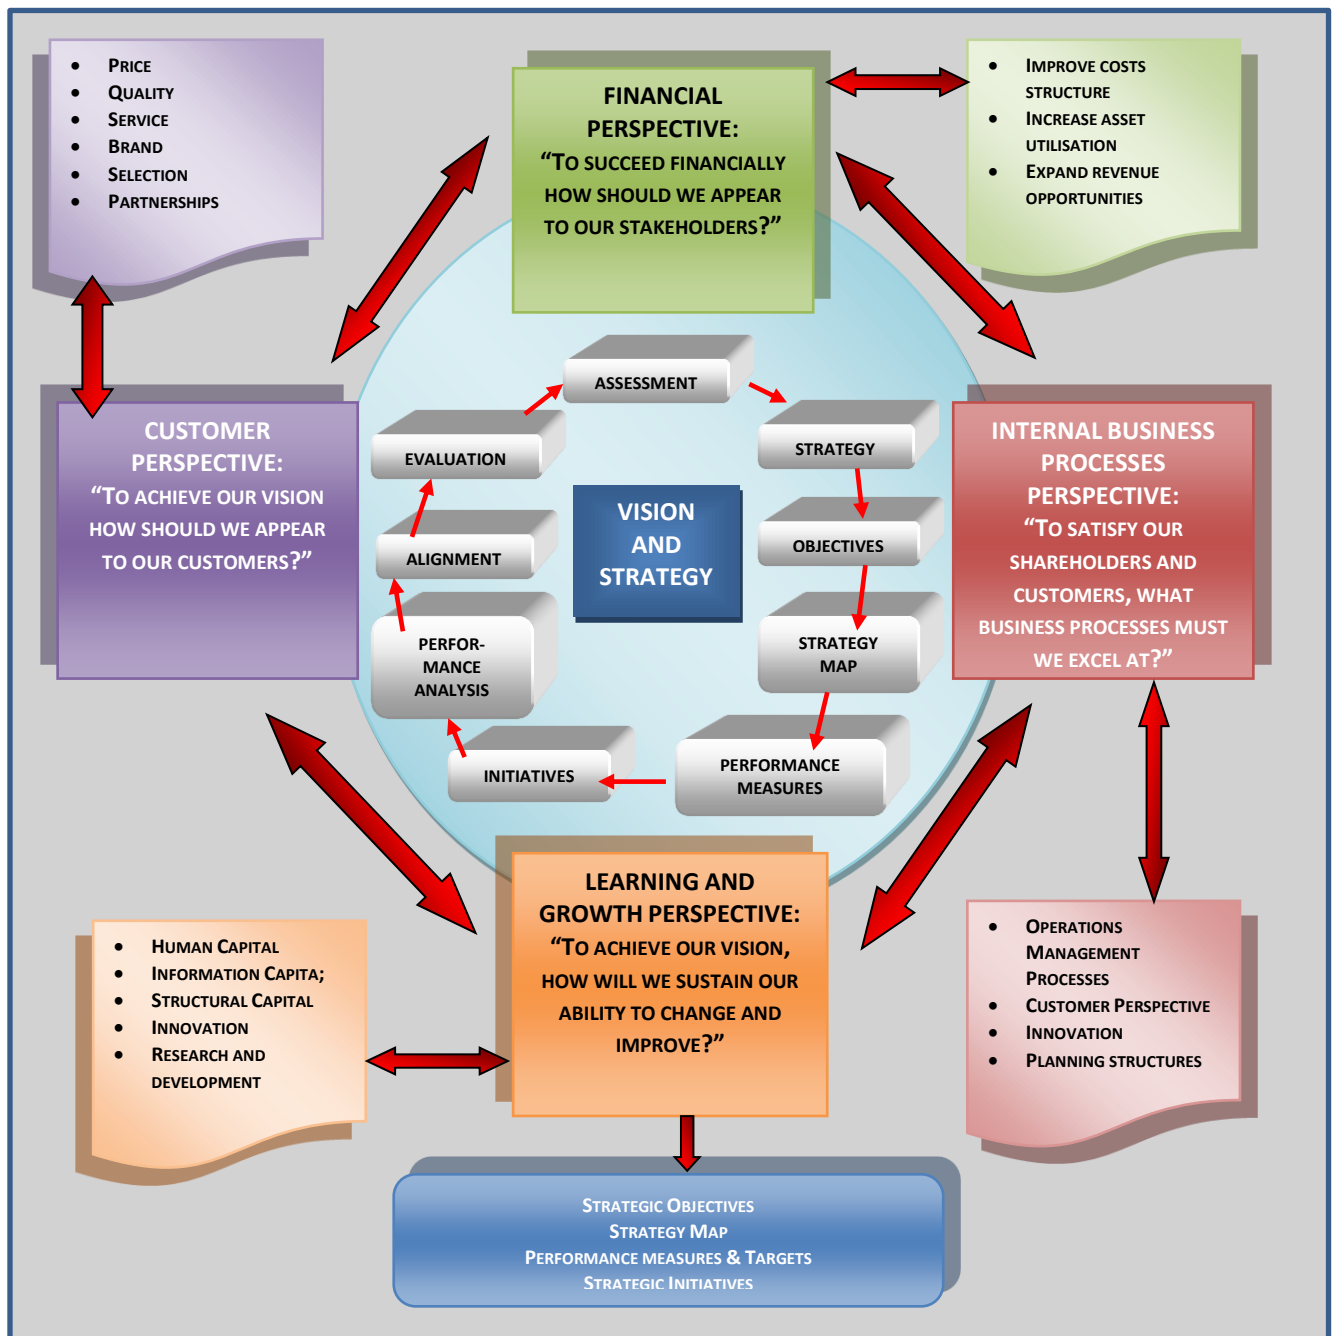 • PRICE
• QUALITY
• SERVICE
• BRAND
• SELECTION
• PARTNERSHIPS
FINANCIAL
PERSPECTIVE:
“TO SUCCEED FINANCIALLY
HOW SHOULD WE APPEAR
TO OUR STAKEHOLDERS?”
• IMPROVE COSTS
STRUCTURE
• INCREASE ASSET
UTILISATION
• EXPAND REVENUE
OPPORTUNITIES
CUSTOMER
PERSPECTIVE:
“TO ACHIEVE OUR VISION
HOW SHOULD WE APPEAR
TO OUR CUSTOMERS?”
ASSESSMENT
STRATEGY
OBJECTIVES
STRATEGY
MAP
PERFORMANCE
MEASURES
INITIATIVES
PERFOR-
MANCE
ANALYSIS
ALIGNMENT
EVALUATION
VISION
AND
STRATEGY
INTERNAL BUSINESS
PROCESSES
PERSPECTIVE:
“TO SATISFY OUR
SHAREHOLDERS AND
CUSTOMERS, WHAT
BUSINESS PROCESSES MUST
WE EXCEL AT?”
LEARNING AND
GROWTH PERSPECTIVE:
“TO ACHIEVE OUR VISION,
HOW WILL WE SUSTAIN OUR
ABILITY TO CHANGE AND
IMPROVE?”
• HUMAN CAPITAL
• INFORMATION CAPITA;
• STRUCTURAL CAPITAL
• INNOVATION
• RESEARCH AND
DEVELOPMENT
• OPERATIONS
MANAGEMENT
PROCESSES
• CUSTOMER PERSPECTIVE
• INNOVATION
• PLANNING STRUCTURES
STRATEGIC OBJECTIVES
STRATEGY MAP
PERFORMANCE MEASURES & TARGETS
STRATEGIC INITIATIVES